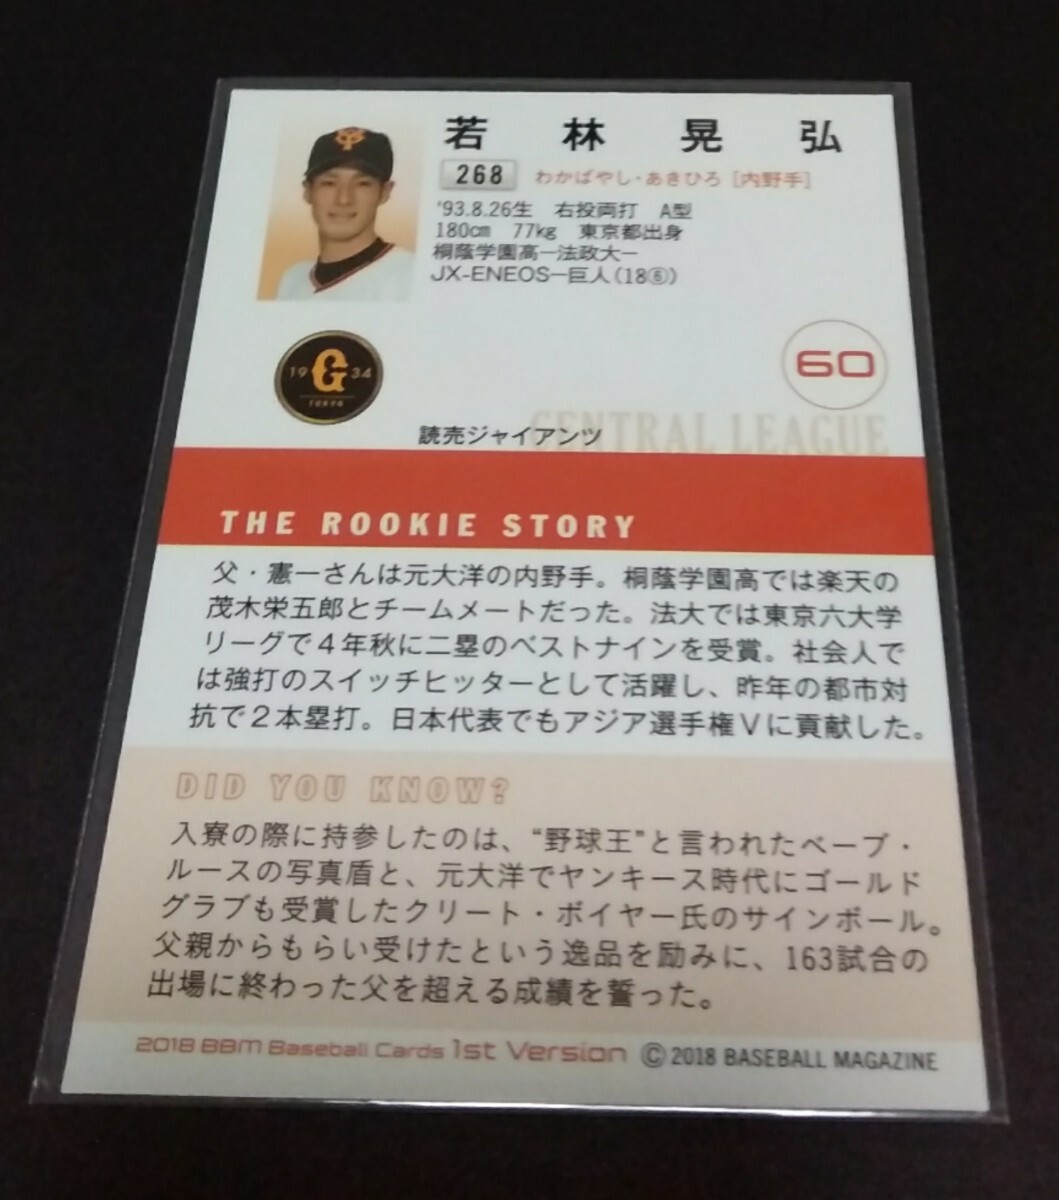 若林晃弘
268 わかばやし・あきひろ [内野手]
'93.8.26生 右投両打 A型
180cm 77kg 東京都出身
桐蔭学園高ー法政大ー
JX-ENEOSー巨人(18⑥)
19 G 34
TOKYO
60
CENTRAL LEAGUE
読売ジャイアンツ
THE ROOKIE STORY
父・憲一さんは元大洋の内野手。桐蔭学園高では楽天の
茂木栄五郎とチームメートだった。法大では東京六大学
リーグで4年秋に二塁のベストナインを受賞。社会人で
は強打のスイッチヒッターとして活躍し、昨年の都市対
抗で2本塁打。日本代表でもアジア選手権Vに貢献した。
DID YOU KNOW?
入寮の際に持参したのは、“野球王”と言われたベーブ・
ルースの写真盾と、元大洋でヤンキース時代にゴールド
グラブも受賞したクリート・ボイヤー氏のサインボール。
父親からもらい受けたという逸品を励みに、163試合の
出場に終わった父を超える成績を誓った。
2018 BBM Baseball Cards 1st Version © 2018 BASEBALL MAGAZINE